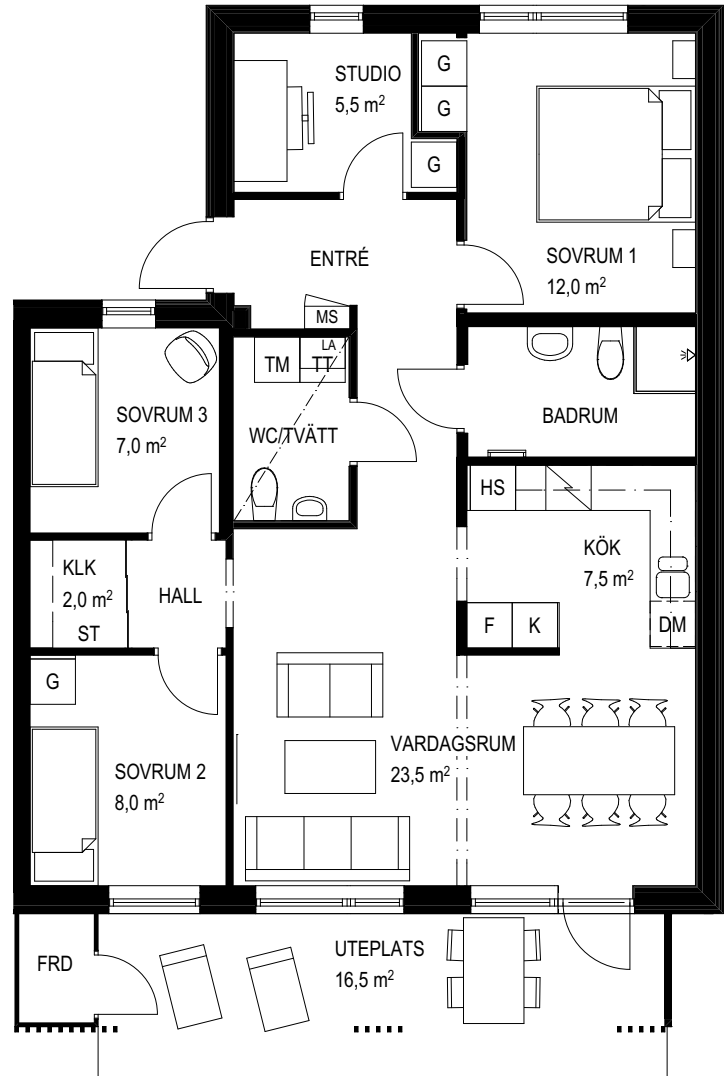 STUDIO
5,5 m²
G
G
G
ENTRÉ
SOVRUM 1
12,0 m²
MS
LA
TM
TT
SOVRUM 3
7,0 m²
WC/TVÄTT
BADRUM
HS
KÖK
7,5 m²
KLK
2,0 m²
ST
HALL
F
K
DM
G
VARDAGSRUM
23,5 m²
SOVRUM 2
8,0 m²
FRD
UTEPLATS
16,5 m²